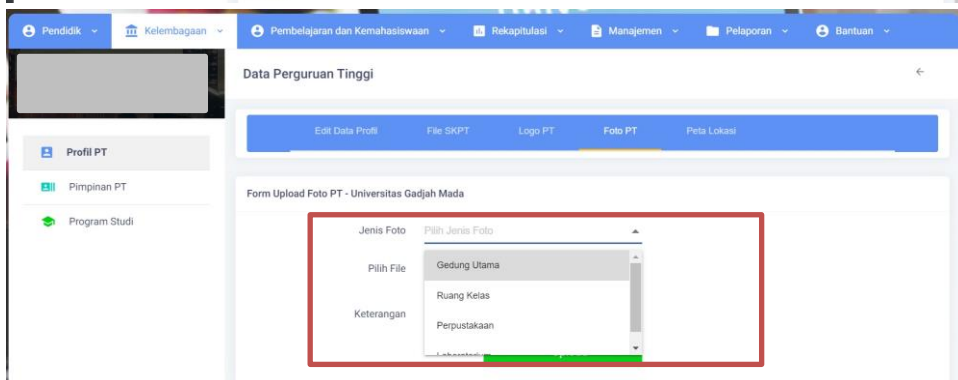 Pendidik
Kelembagaan
Pembelajaran dan Kemahasiswaan
Rekapitulasi
Manajemen
Pelaporan
Bantuan
Data Perguruan Tinggi
Edit Data Profil
File SKPT
Logo PT
Foto PT
Peta Lokasi
Profil PT
Pimpinan PT
Program Studi
Form Upload Foto PT - Universitas Gadjah Mada
Jenis Foto
Pilih Jenis Foto
Pilih File
Gedung Utama
Ruang Kelas
Keterangan
Perpustakaan